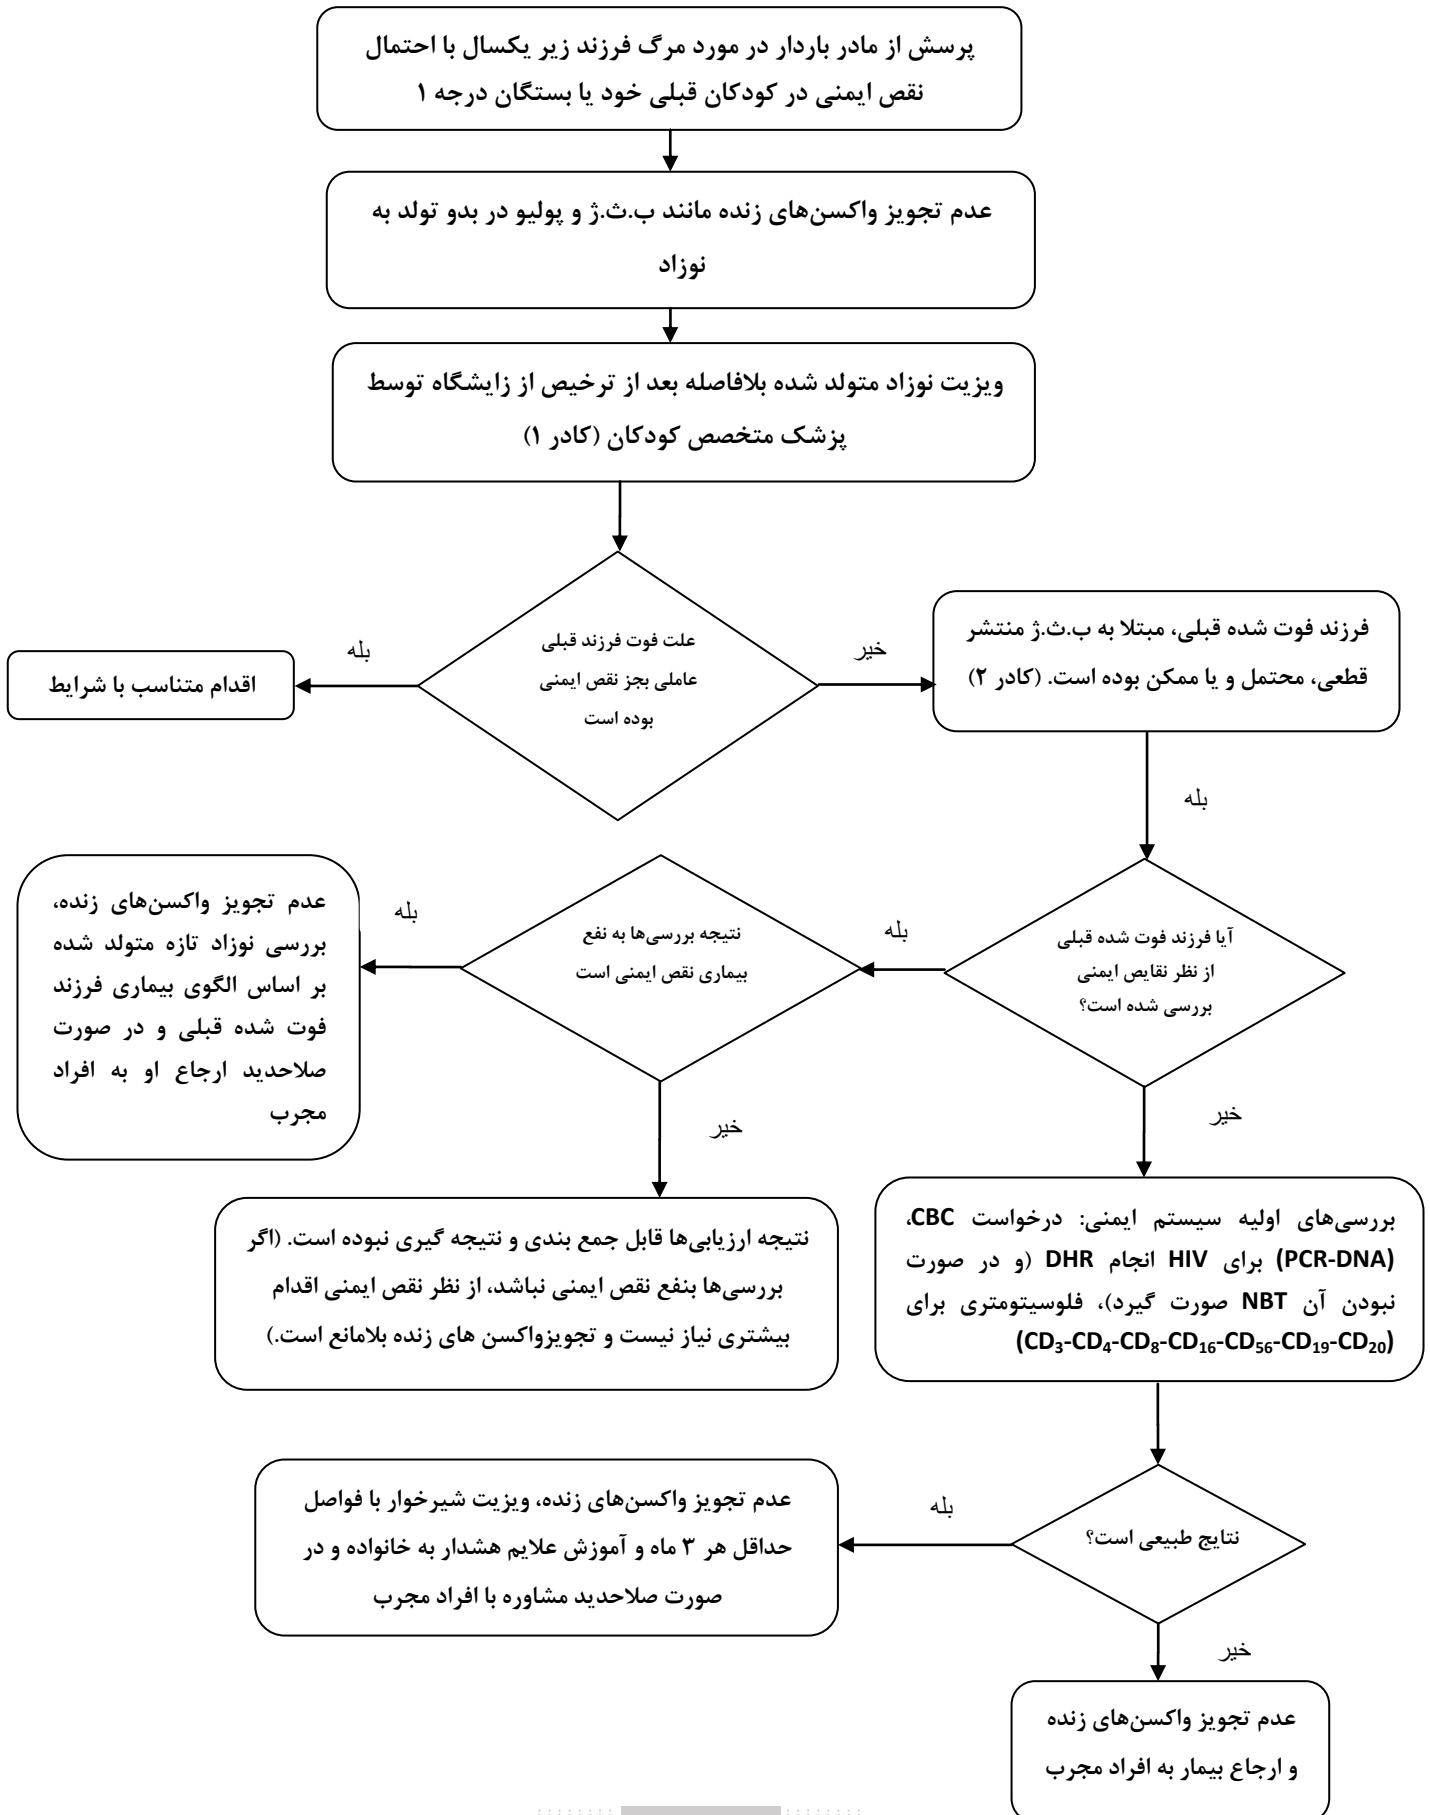 پرسش از مادر باردار در مورد مرگ فرزند زیر یکسال با احتمال
نقص ایمنی در کودکان قبلی خود یا بستگان درجه ۱
عدم تجویز واکسن‌های زنده مانند ب.ث.ژ و پولیو در بدو تولد به
نوزاد
ویزیت نوزاد متولد شده بلافاصله بعد از ترخیص از زایشگاه توسط
پزشک متخصص کودکان (کادر ۱)
علت فوت فرزند قبلی
عاملی بجز نقص ایمنی
بوده است
بله
اقدام متناسب با شرایط
خیر
فرزند فوت شده قبلی، مبتلا به ب.ث.ژ منتشر
قطعی، محتمل و یا ممکن بوده است. (کادر ۲)
بله
آیا فرزند فوت شده قبلی
از نظر نقایص ایمنی
بررسی شده است؟
بله
نتیجه بررسی‌ها به نفع
بیماری نقص ایمنی است
بله
عدم تجویز واکسن‌های زنده،
بررسی نوزاد تازه متولد شده
بر اساس الگوی بیماری فرزند
فوت شده قبلی و در صورت
صلاحدید ارجاع او به افراد
مجرب
خیر
نتیجه ارزیابی‌ها قابل جمع بندی و نتیجه گیری نبوده است. (اگر
بررسی‌ها بنفع نقص ایمنی نباشد، از نظر نقص ایمنی اقدام
بیشتری نیاز نیست و تجویزواکسن های زنده بلامانع است.)
خیر
بررسی‌های اولیه سیستم ایمنی: درخواست CBC،
(PCR-DNA) برای HIV انجام DHR (و در صورت
نبودن آن NBT صورت گیرد)، فلوسیتومتری برای
(CD₃-CD₄-CD₈-CD₁₆-CD₅₆-CD₁₉-CD₂₀)
نتایج طبیعی است؟
بله
عدم تجویز واکسن‌های زنده، ویزیت شیرخوار با فواصل
حداقل هر ۳ ماه و آموزش علایم هشدار به خانواده و در
صورت صلاحدید مشاوره با افراد مجرب
خیر
عدم تجویز واکسن‌های زنده
و ارجاع بیمار به افراد مجرب